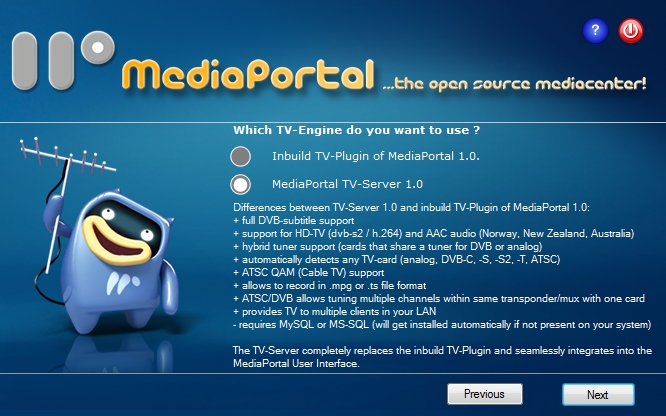 ?
MediaPortal ...the open source mediacenter!
Which TV-Engine do you want to use ?
Inbuild TV-Plugin of MediaPortal 1.0.
MediaPortal TV-Server 1.0
Differences between TV-Server 1.0 and inbuild TV-Plugin of MediaPortal 1.0:
+ full DVB-subtitle support
+ support for HD-TV (dvb-s2 / h.264) and AAC audio (Norway, New Zealand, Australia)
+ hybrid tuner support (cards that share a tuner for DVB or analog)
+ automatically detects any TV-card (analog, DVB-C, -S, -S2, -T, ATSC)
+ ATSC QAM (Cable TV) support
+ allows to record in .mpg or .ts file format
+ ATSC/DVB allows tuning multiple channels within same transponder/mux with one card
+ provides TV to multiple clients in your LAN
- requires MySQL or MS-SQL (will get installed automatically if not present on your system)
The TV-Server completely replaces the inbuild TV-Plugin and seamlessly integrates into the
MediaPortal User Interface.
Previous
Next